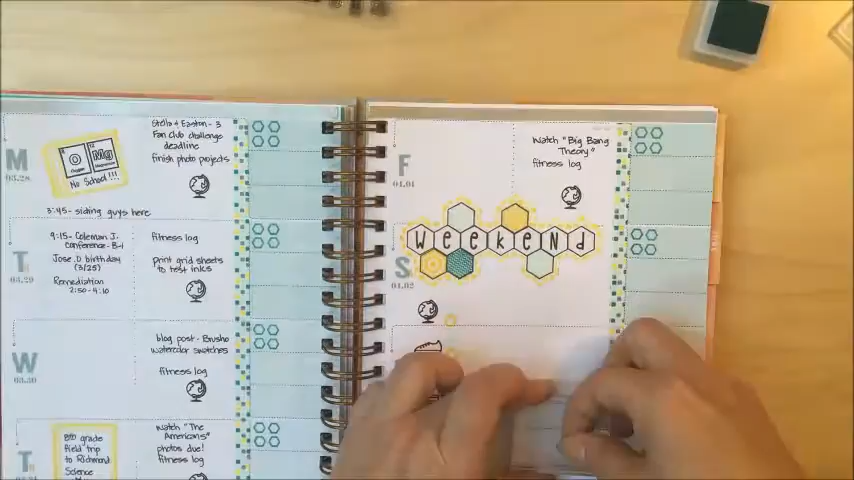 M
03.28
O
Oxygen
Mg
No School!!!
Stella & Easton - 3
Fan club challenge
deadline
finish photo projects
3:45 - siding guys here
T
03.29
9:15 - Coleman J.
Conference - B-1
Jose D birthday
(3/25)
Remediation
2:50 - 4:10
fitness log
print grid sheets
to test inks
W
03.30
blog post - Brusho
watercolor swatches
fitness log
T
8th grade
field trip
to Richmond
Science
watch "The
Americans"
photos due!
fitness log
F
04.01
watch "Big Bang
Theory"
fitness log
weekend
S
04.02